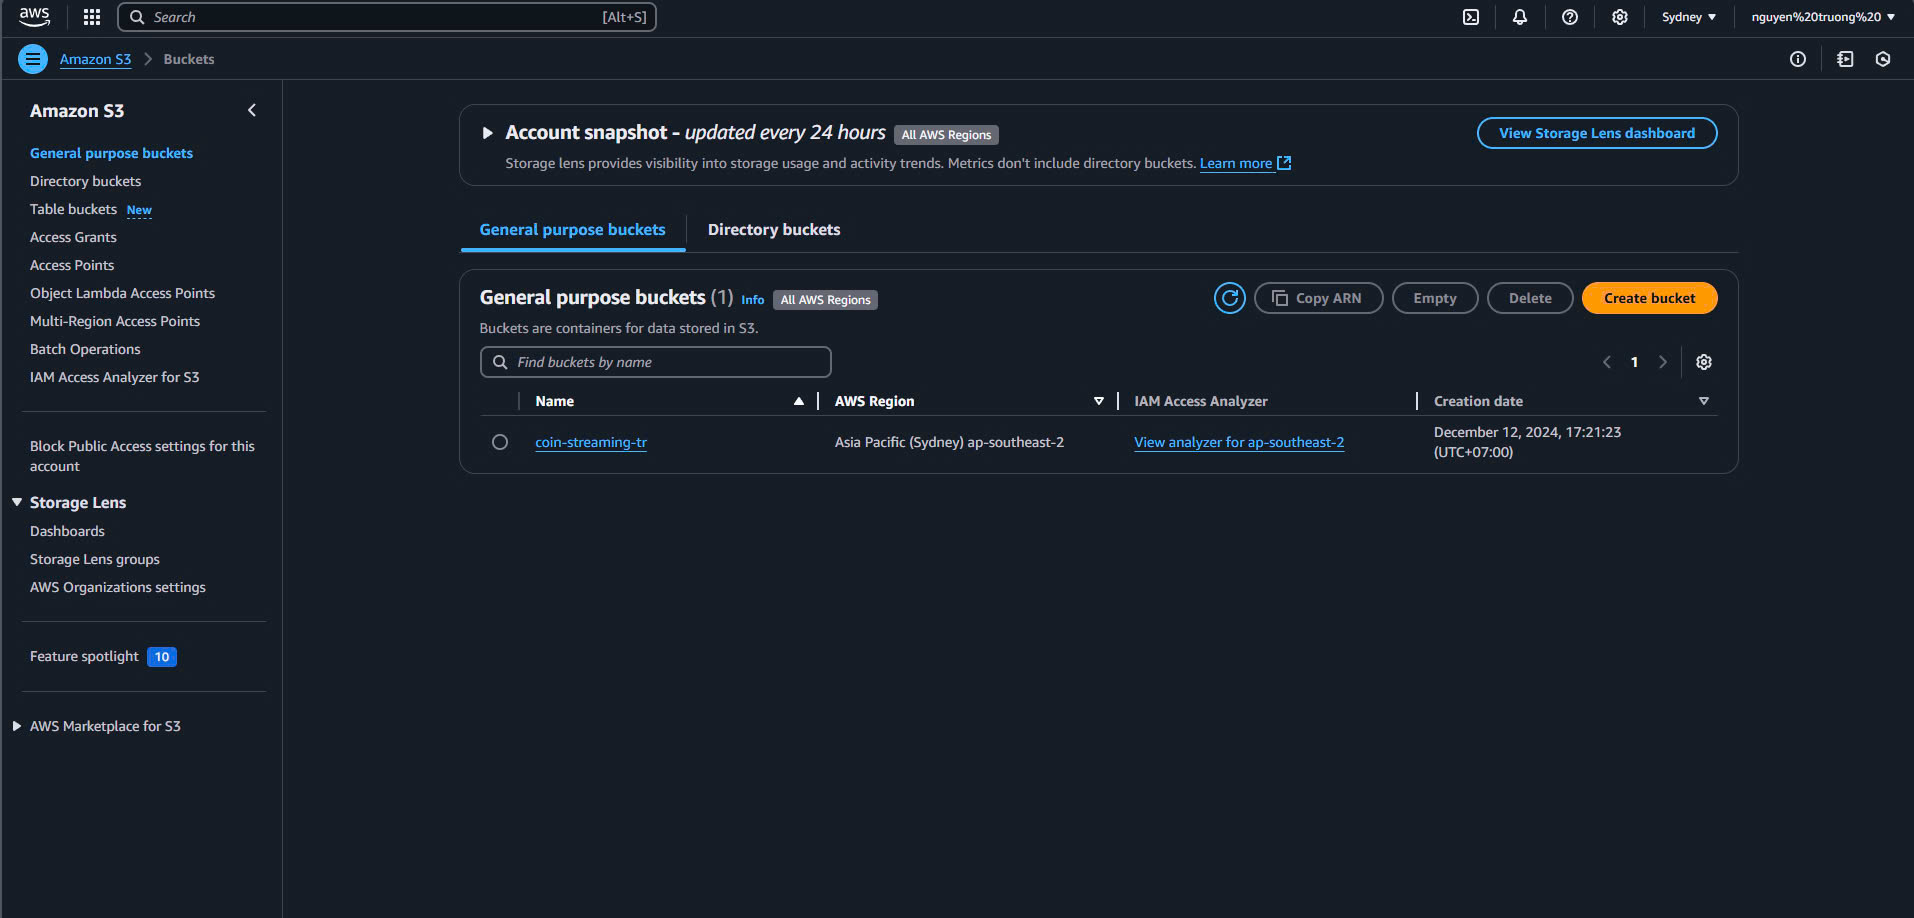 aws
Search [Alt+S]
Sydney
nguyen%20truong%20
Amazon S3
Buckets
Amazon S3
General purpose buckets
Directory buckets
Table buckets New
Access Grants
Access Points
Object Lambda Access Points
Multi-Region Access Points
Batch Operations
IAM Access Analyzer for S3
Block Public Access settings for this
account
Storage Lens
Dashboards
Storage Lens groups
AWS Organizations settings
Feature spotlight 10
AWS Marketplace for S3
Account snapshot - updated every 24 hours All AWS Regions
View Storage Lens dashboard
Storage lens provides visibility into storage usage and activity trends. Metrics don't include directory buckets. Learn more
General purpose buckets
Directory buckets
General purpose buckets (1) Info All AWS Regions
Copy ARN
Empty
Delete
Create bucket
Buckets are containers for data stored in S3.
Find buckets by name
1
Name
AWS Region
IAM Access Analyzer
Creation date
coin-streaming-tr
Asia Pacific (Sydney) ap-southeast-2
View analyzer for ap-southeast-2
December 12, 2024, 17:21:23
(UTC+07:00)